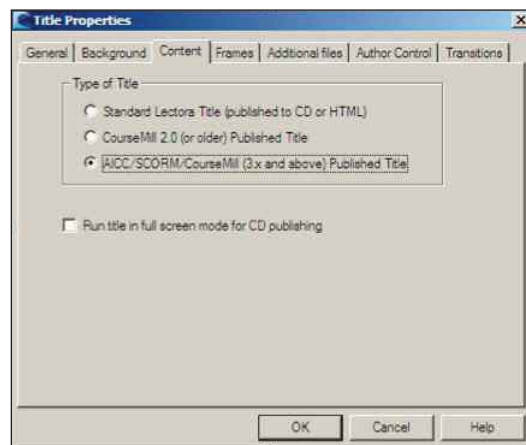 Title Properties
General Background Content Frames Additional files Author Control Transitions
Type of Title
Standard Lectora Title (published to CD or HTML)
CourseMill 2.0 (or older) Published Title
AICC/SCORM/CourseMill (3.x and above) Published Title
Run title in full screen mode for CD publishing
OK Cancel Help